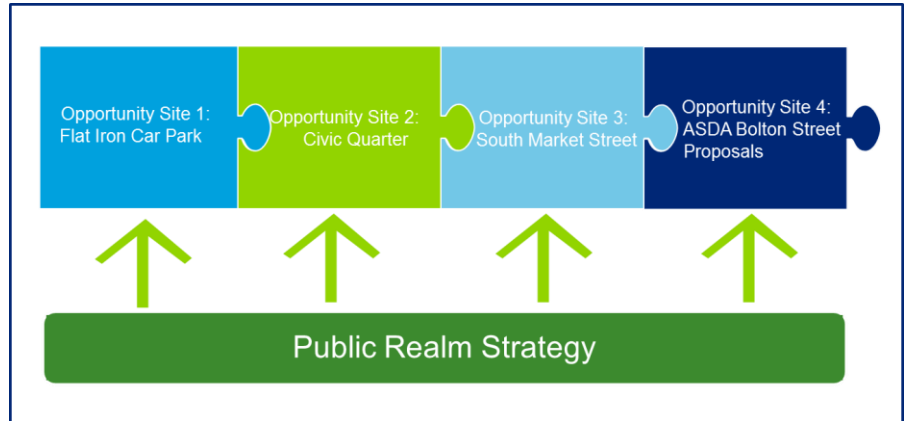 Opportunity Site 1:
Flat Iron Car Park
Opportunity Site 2:
Civic Quarter
Opportunity Site 3:
South Market Street
Opportunity Site 4:
ASDA Bolton Street
Proposals
Public Realm Strategy